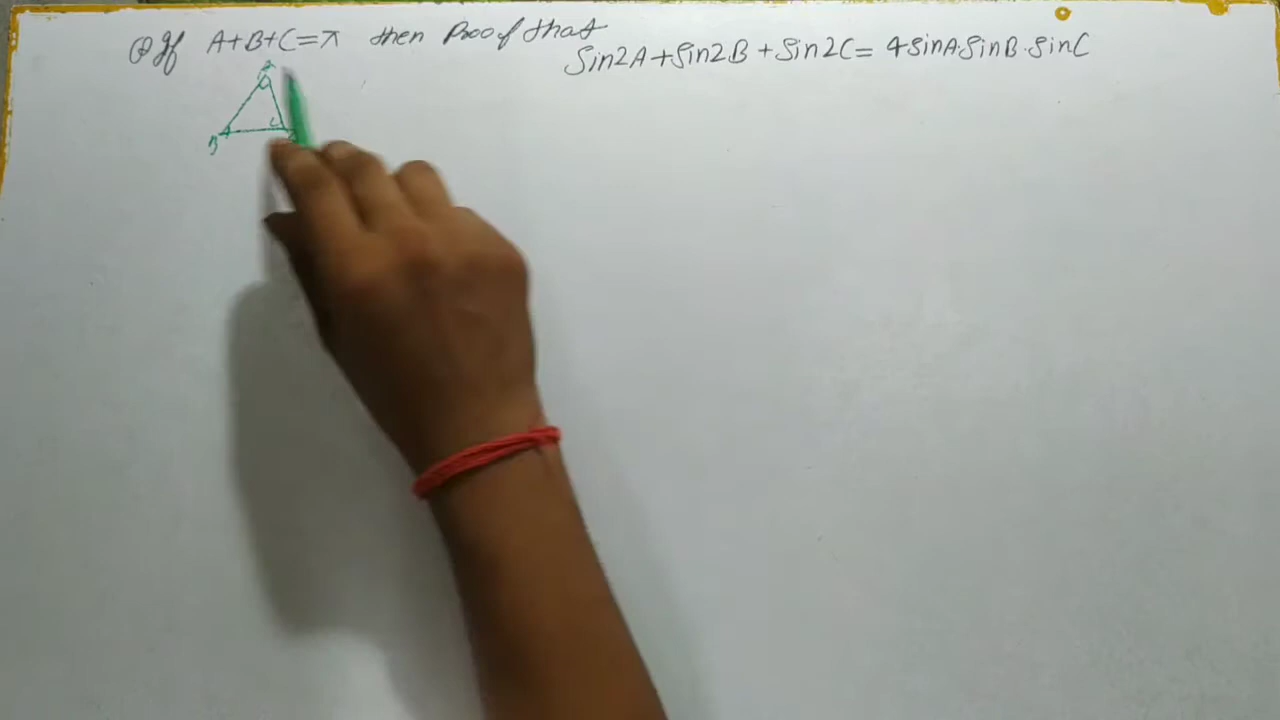 Q If A+B+C=π then Proof that
Sin2A+Sin2B+Sin2C= 4SinA.SinB.SinC
A
B
C